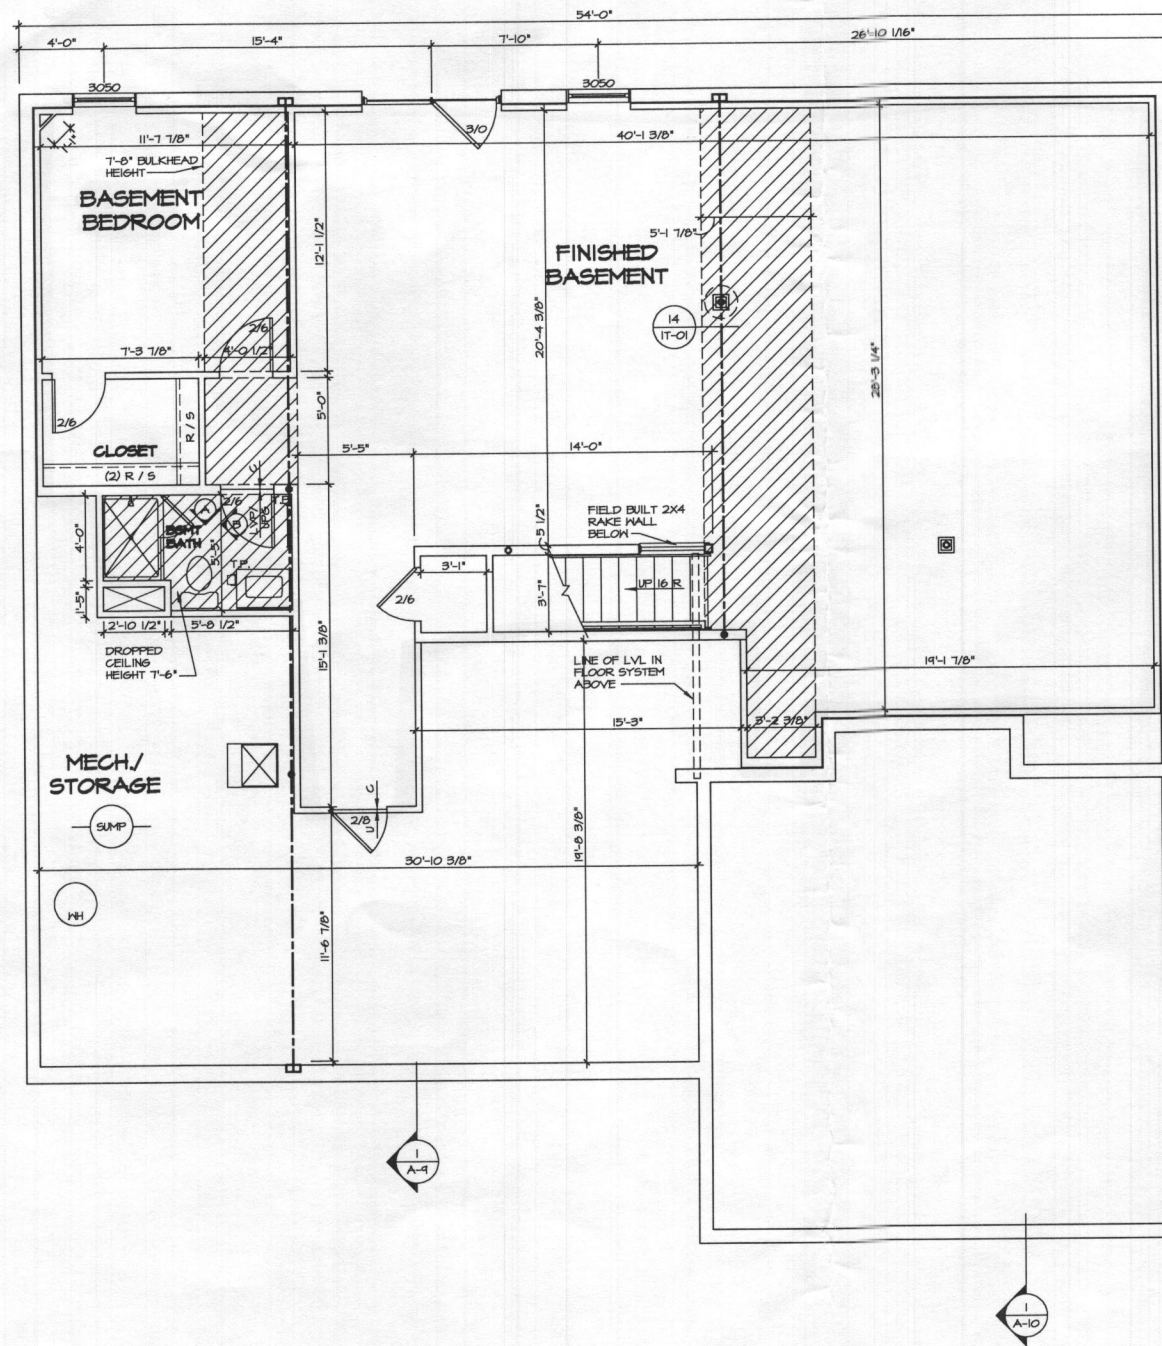 54'-0"
4'-0"
15'-4"
7'-10"
26'-10 1/16"
3050
3050
3/0
11'-7 7/8"
40'-1 3/8"
7'-8" BULKHEAD
HEIGHT
BASEMENT
BEDROOM
12'-1 1/2"
5'-1 7/8"
FINISHED
BASEMENT
20'-4 3/8"
14
1T-01
28'-3 1/4"
2/6
7'-3 7/8"
4'-0 1/2"
5'-0"
2/6
R / S
CLOSET
(2) R / S
5'-5"
14'-0"
C
2/6
T.B.
A
B
LVP/
UPG
BSMT
BATH
4'-0"
5'-5"
T.P.
5 1/2"
FIELD BUILT 2X4
RAKE WALL
BELOW
3'-1"
2/6
3'-7"
UP 16 R
1'-5"
2'-10 1/2"
5'-8 1/2"
15'-1 3/8"
DROPPED
CEILING
HEIGHT 7'-6"
LINE OF LVL IN
FLOOR SYSTEM
ABOVE
19'-1 7/8"
15'-3"
3'-2 3/8"
MECH./
STORAGE
SUMP
C
2/8
U
19'-8 3/8"
30'-10 3/8"
WH
11'-6 7/8"
1
A-9
1
A-10